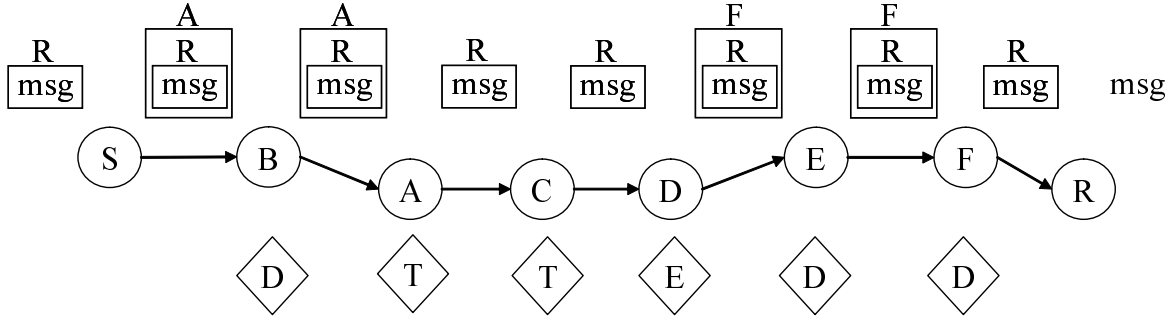 A A F F
R R R R R R R R
msg msg msg msg msg msg msg msg msg
S B A C D E F R
D T T E D D